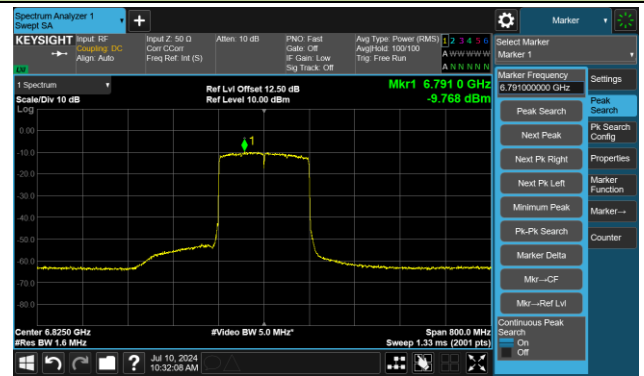 Spectrum Analyzer 1
Swept SA
KEYSIGHT
Input: RF
Coupling: DC
Align: Auto
Input Z: 50 Ω
Corr CCorr
Freq Ref: Int (S)
Atten: 10 dB
PNO: Fast
Gate: Off
IF Gain: Low
Sig Track: Off
Avg Type: Power (RMS)
Avg|Hold: 100/100
Trig: Free Run
1 2 3 4 5 6
A W W W W W
A N N N N N
1 Spectrum
Scale/Div 10 dB
Ref Lvl Offset 12.50 dB
Ref Level 10.00 dBm
Mkr1 6.791 0 GHz
-9.768 dBm
Log
0.00
-10.0
-20.0
-30.0
-40.0
-50.0
-60.0
-70.0
-80.0
1
Center 6.8250 GHz
#Res BW 1.6 MHz
#Video BW 5.0 MHz*
Span 800.0 MHz
Sweep 1.33 ms (2001 pts)
Jul 10, 2024
10:32:08 AM
Marker
Select Marker
Marker 1
Marker Frequency
6.791000000 GHz
Peak Search
Next Peak
Next Pk Right
Next Pk Left
Minimum Peak
Pk-Pk Search
Marker Delta
Mkr→CF
Mkr→Ref Lvl
Continuous Peak
Search
On
Off
Settings
Peak
Search
Pk Search
Config
Properties
Marker
Function
Marker→
Counter